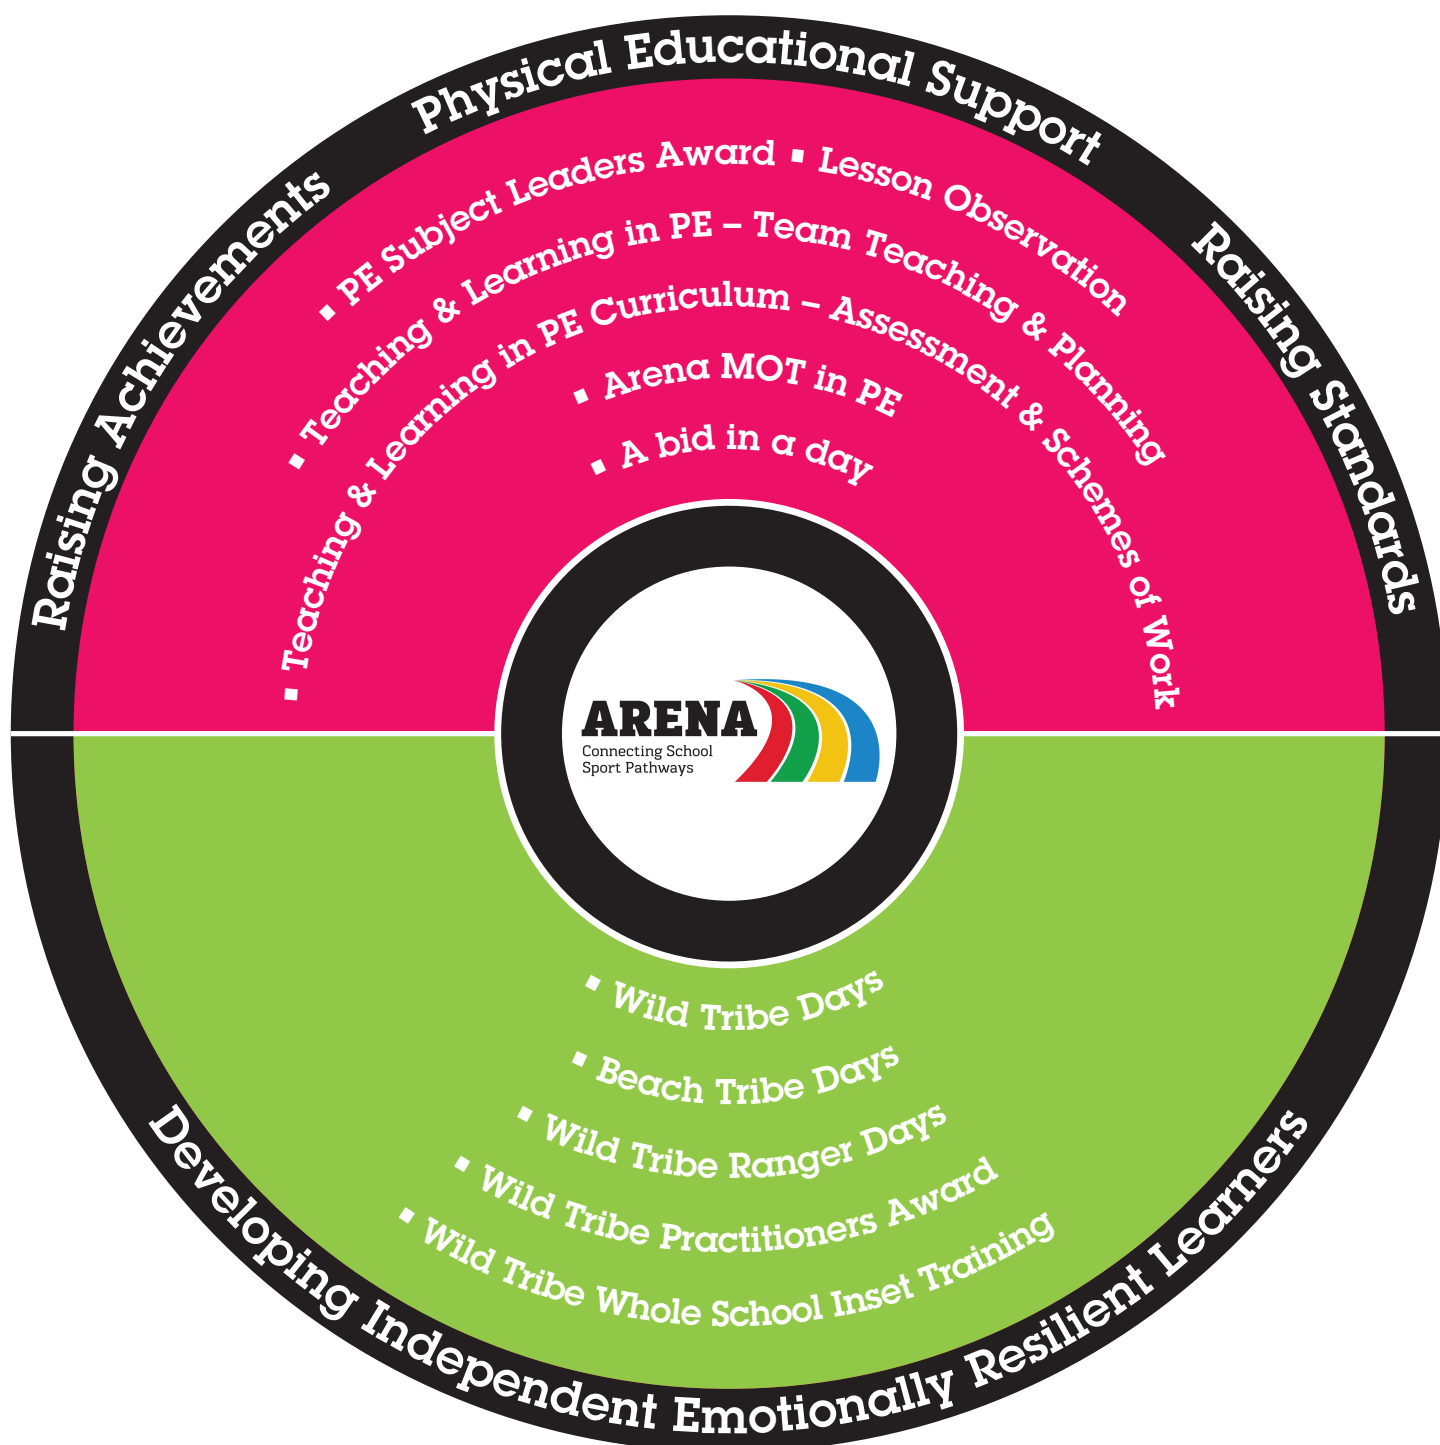 Raising Achievements
Physical Educational Support
Raising Standards
▪ PE Subject Leaders Award ▪ Lesson Observation
▪ Teaching & Learning in PE – Team Teaching & Planning
▪ Teaching & Learning in PE Curriculum – Assessment & Schemes of Work
▪ Arena MOT in PE
▪ A bid in a day
ARENA
Connecting School
Sport Pathways
▪ Wild Tribe Days
▪ Beach Tribe Days
▪ Wild Tribe Ranger Days
▪ Wild Tribe Practitioners Award
▪ Wild Tribe Whole School Inset Training
Developing Independent Emotionally Resilient Learners